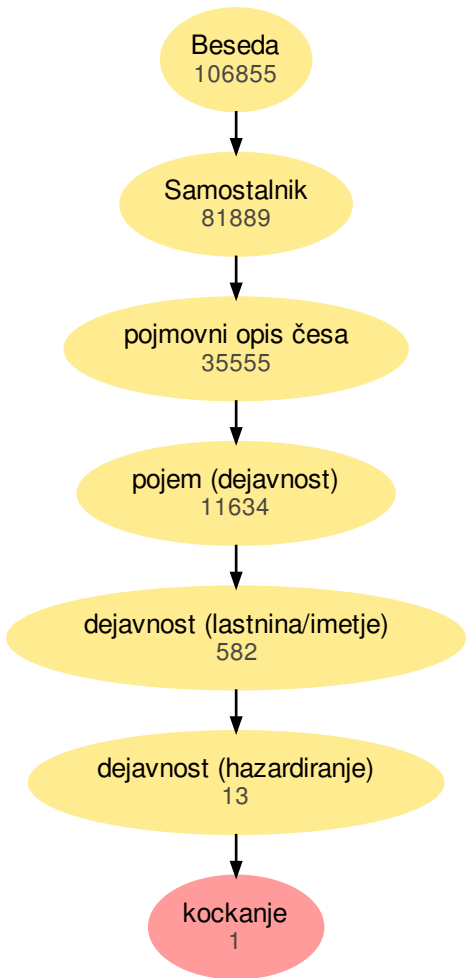 Beseda
106855
Samostalnik
81889
pojmovni opis česa
35555
pojem (dejavnost)
11634
dejavnost (lastnina/imetje)
582
dejavnost (hazardiranje)
13
kockanje
1